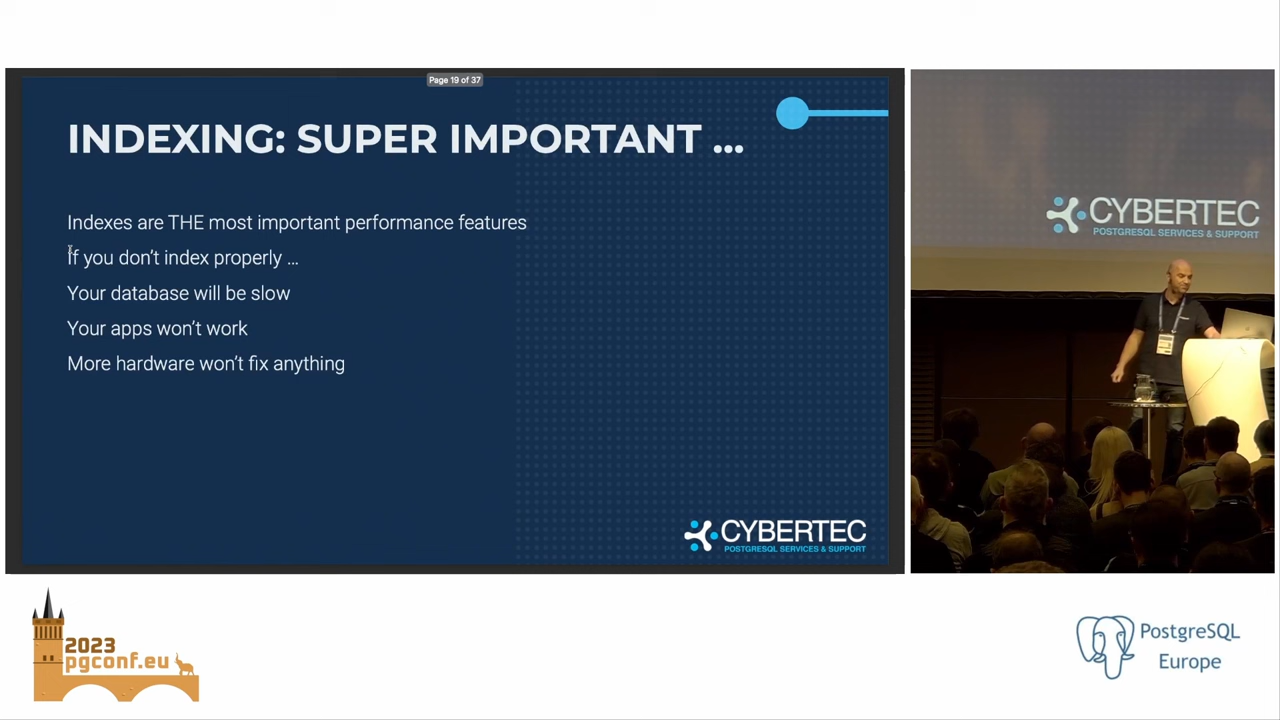 Page 19 of 37
INDEXING: SUPER IMPORTANT ...
Indexes are THE most important performance features
If you don't index properly ...
Your database will be slow
Your apps won't work
More hardware won't fix anything
CYBERTEC
POSTGRESQL SERVICES & SUPPORT
CYBERTEC
POSTGRESQL SERVICES & SUPPORT
2023
pgconf.eu
PostgreSQL
Europe